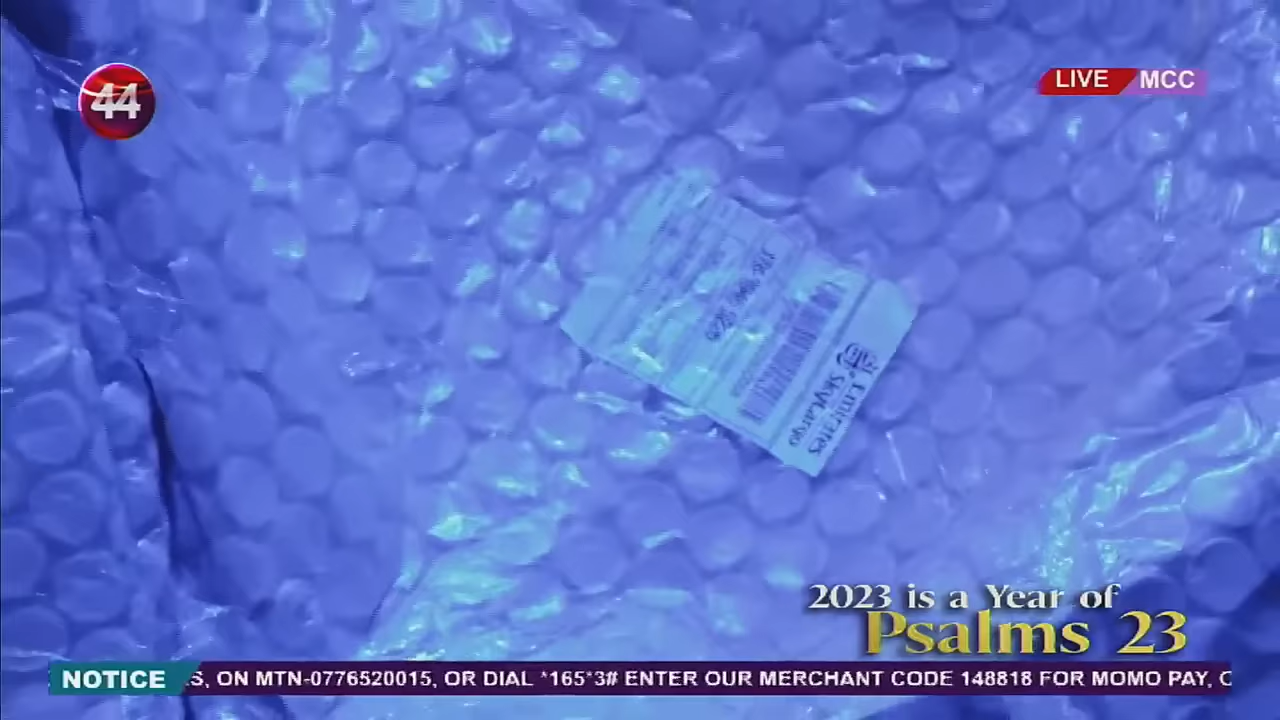 44
LIVE MCC
Emirates
SkyCargo
2023 is a Year of
Psalms 23
NOTICE S, ON MTN-0776520015, OR DIAL *165*3# ENTER OUR MERCHANT CODE 148818 FOR MOMO PAY, C